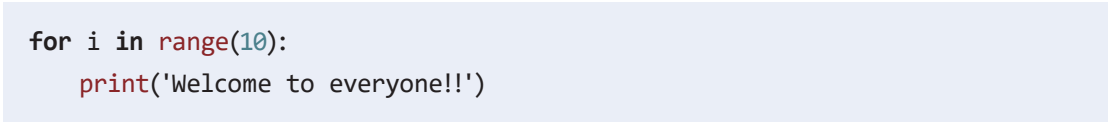 for i in range(10):
    print('Welcome to everyone!!')